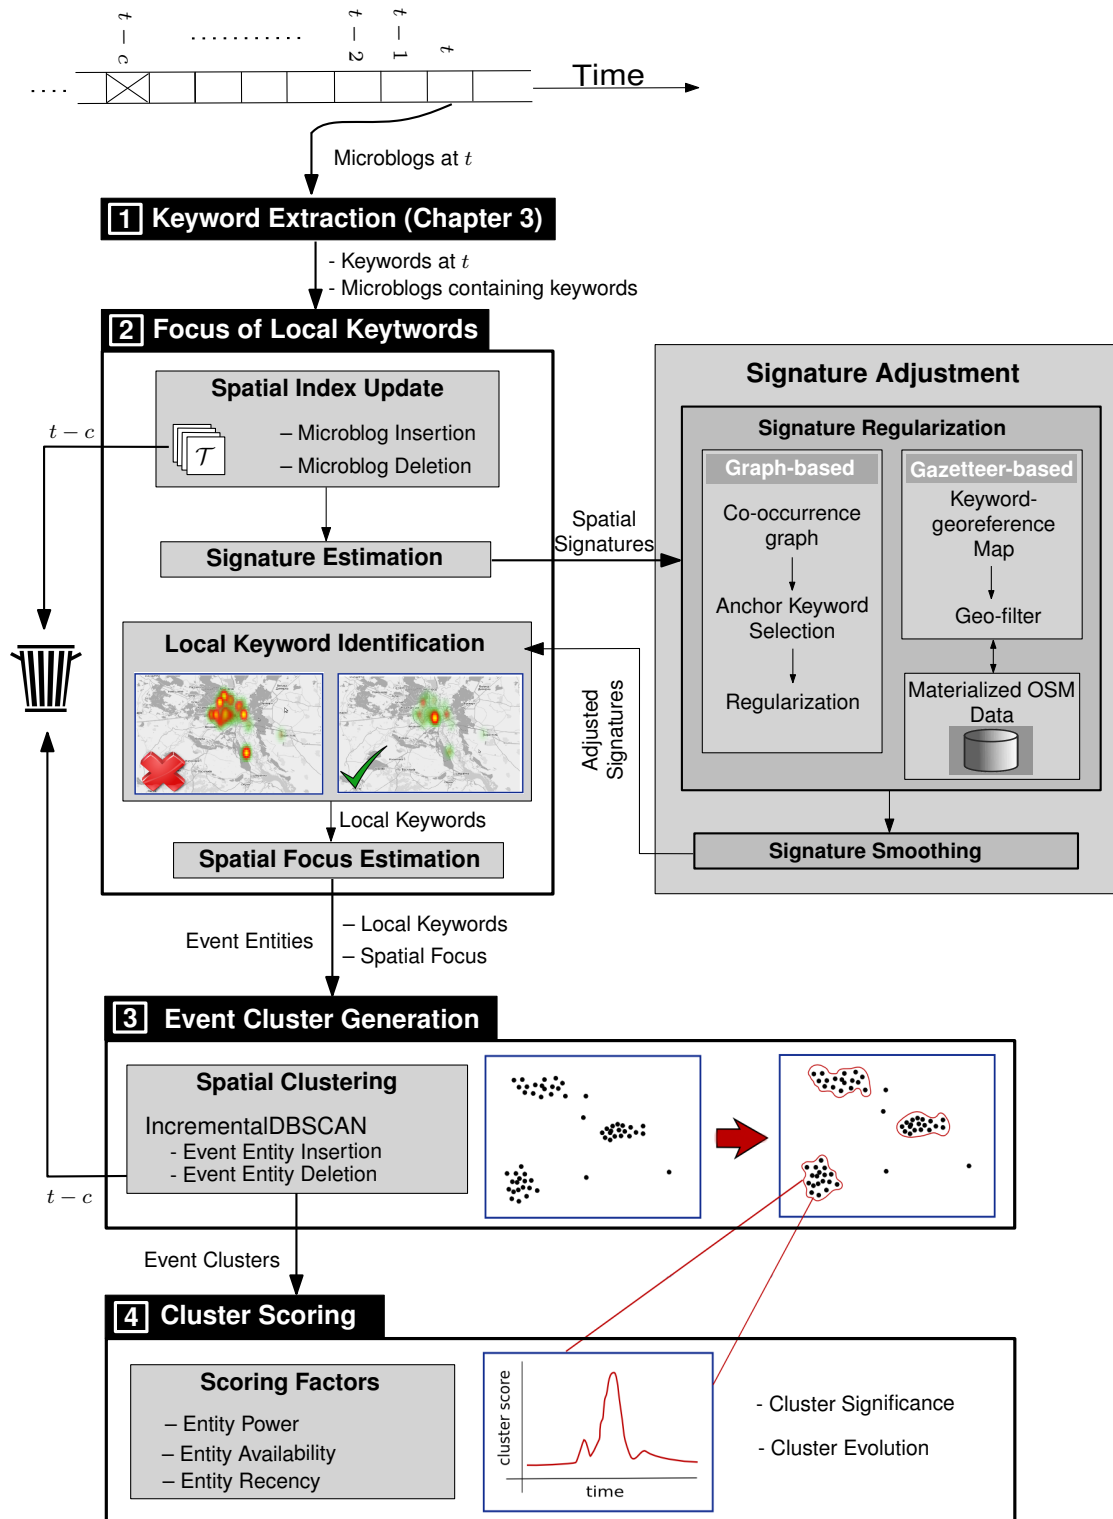 t − c
............
t − 2
t − 1
t
....
Time
Microblogs at t
1 Keyword Extraction (Chapter 3)
- Keywords at t
- Microblogs containing keywords
2 Focus of Local Keytwords
Spatial Index Update
T
– Microblog Insertion
– Microblog Deletion
t − c
Signature Estimation
Spatial
Signatures
Signature Adjustment
Signature Regularization
Graph-based
Co-occurrence
graph
Anchor Keyword
Selection
Regularization
Gazetteer-based
Keyword-
georeference
Map
Geo-filter
Materialized OSM
Data
Signature Smoothing
Adjusted
Signatures
Local Keyword Identification
Local Keywords
Spatial Focus Estimation
Event Entities
– Local Keywords
– Spatial Focus
3 Event Cluster Generation
Spatial Clustering
IncrementalDBSCAN
- Event Entity Insertion
- Event Entity Deletion
t − c
Event Clusters
4 Cluster Scoring
Scoring Factors
– Entity Power
– Entity Availability
– Entity Recency
cluster score
time
- Cluster Significance
- Cluster Evolution